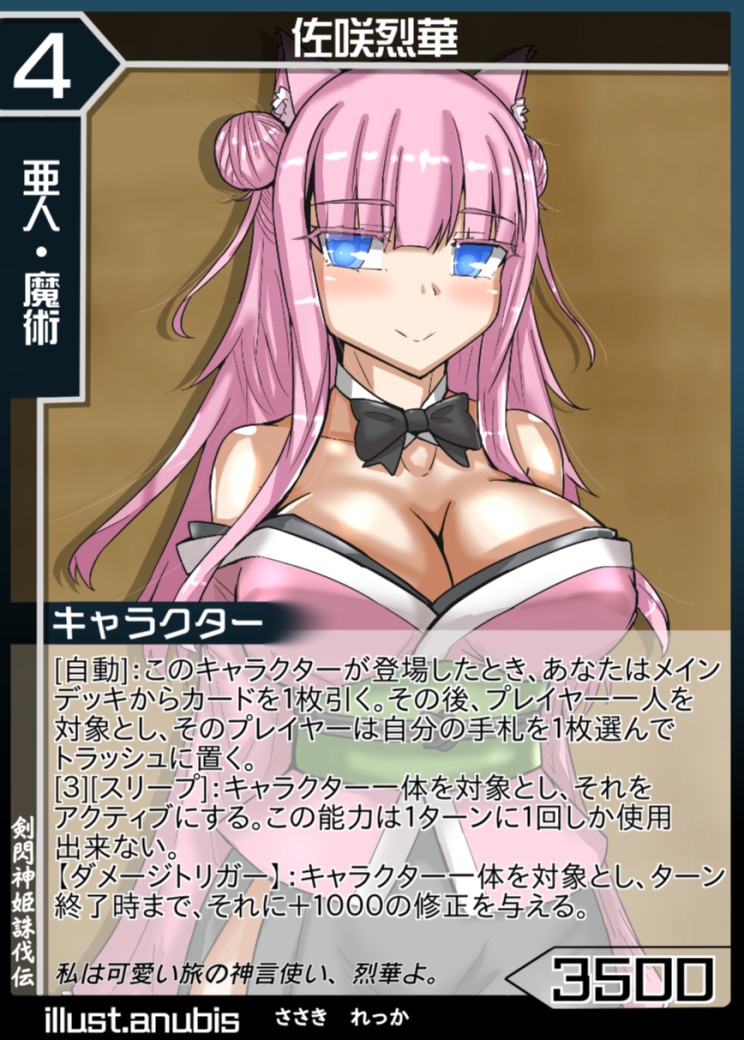 4
佐咲烈華
亜人・魔術
キャラクター
[自動]:このキャラクターが登場したとき、あなたはメイン
デッキからカードを1枚引く。その後、プレイヤー一人を
対象とし、そのプレイヤーは自分の手札を1枚選んで
トラッシュに置く。
[3][スリープ]:キャラクター一体を対象とし、それを
アクティブにする。この能力は1ターンに1回しか使用
出来ない。
【ダメージトリガー】:キャラクター一体を対象とし、ターン
終了時まで、それに+1000の修正を与える。
剣閃神姫誅伐伝
私は可愛い旅の神言使い、烈華よ。
3500
illust.anubis ささき れっか